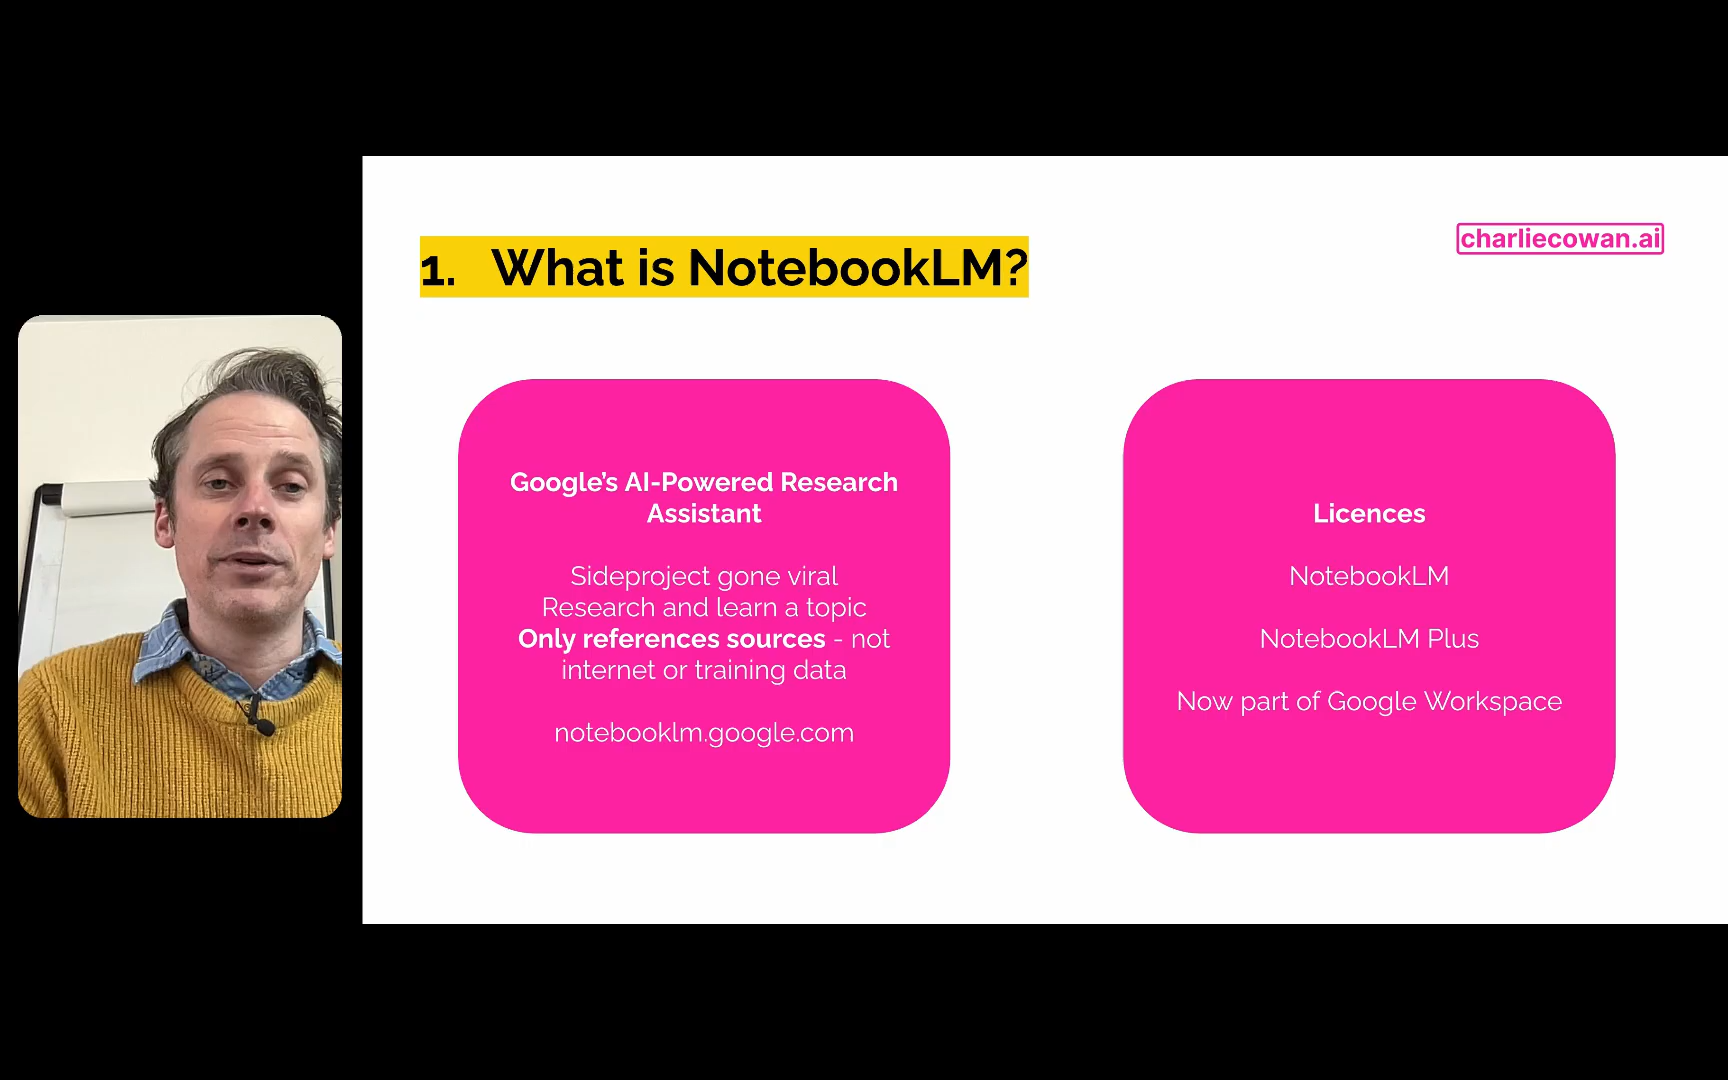 1. What is NotebookLM?
charliecowan.ai
Google's AI-Powered Research
Assistant
Sideproject gone viral
Research and learn a topic
Only references sources - not
internet or training data
notebooklm.google.com
Licences
NotebookLM
NotebookLM Plus
Now part of Google Workspace